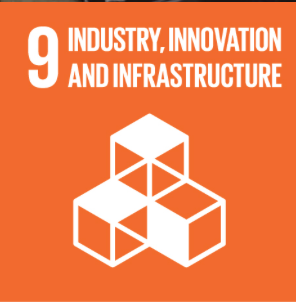 9 INDUSTRY, INNOVATION
AND INFRASTRUCTURE